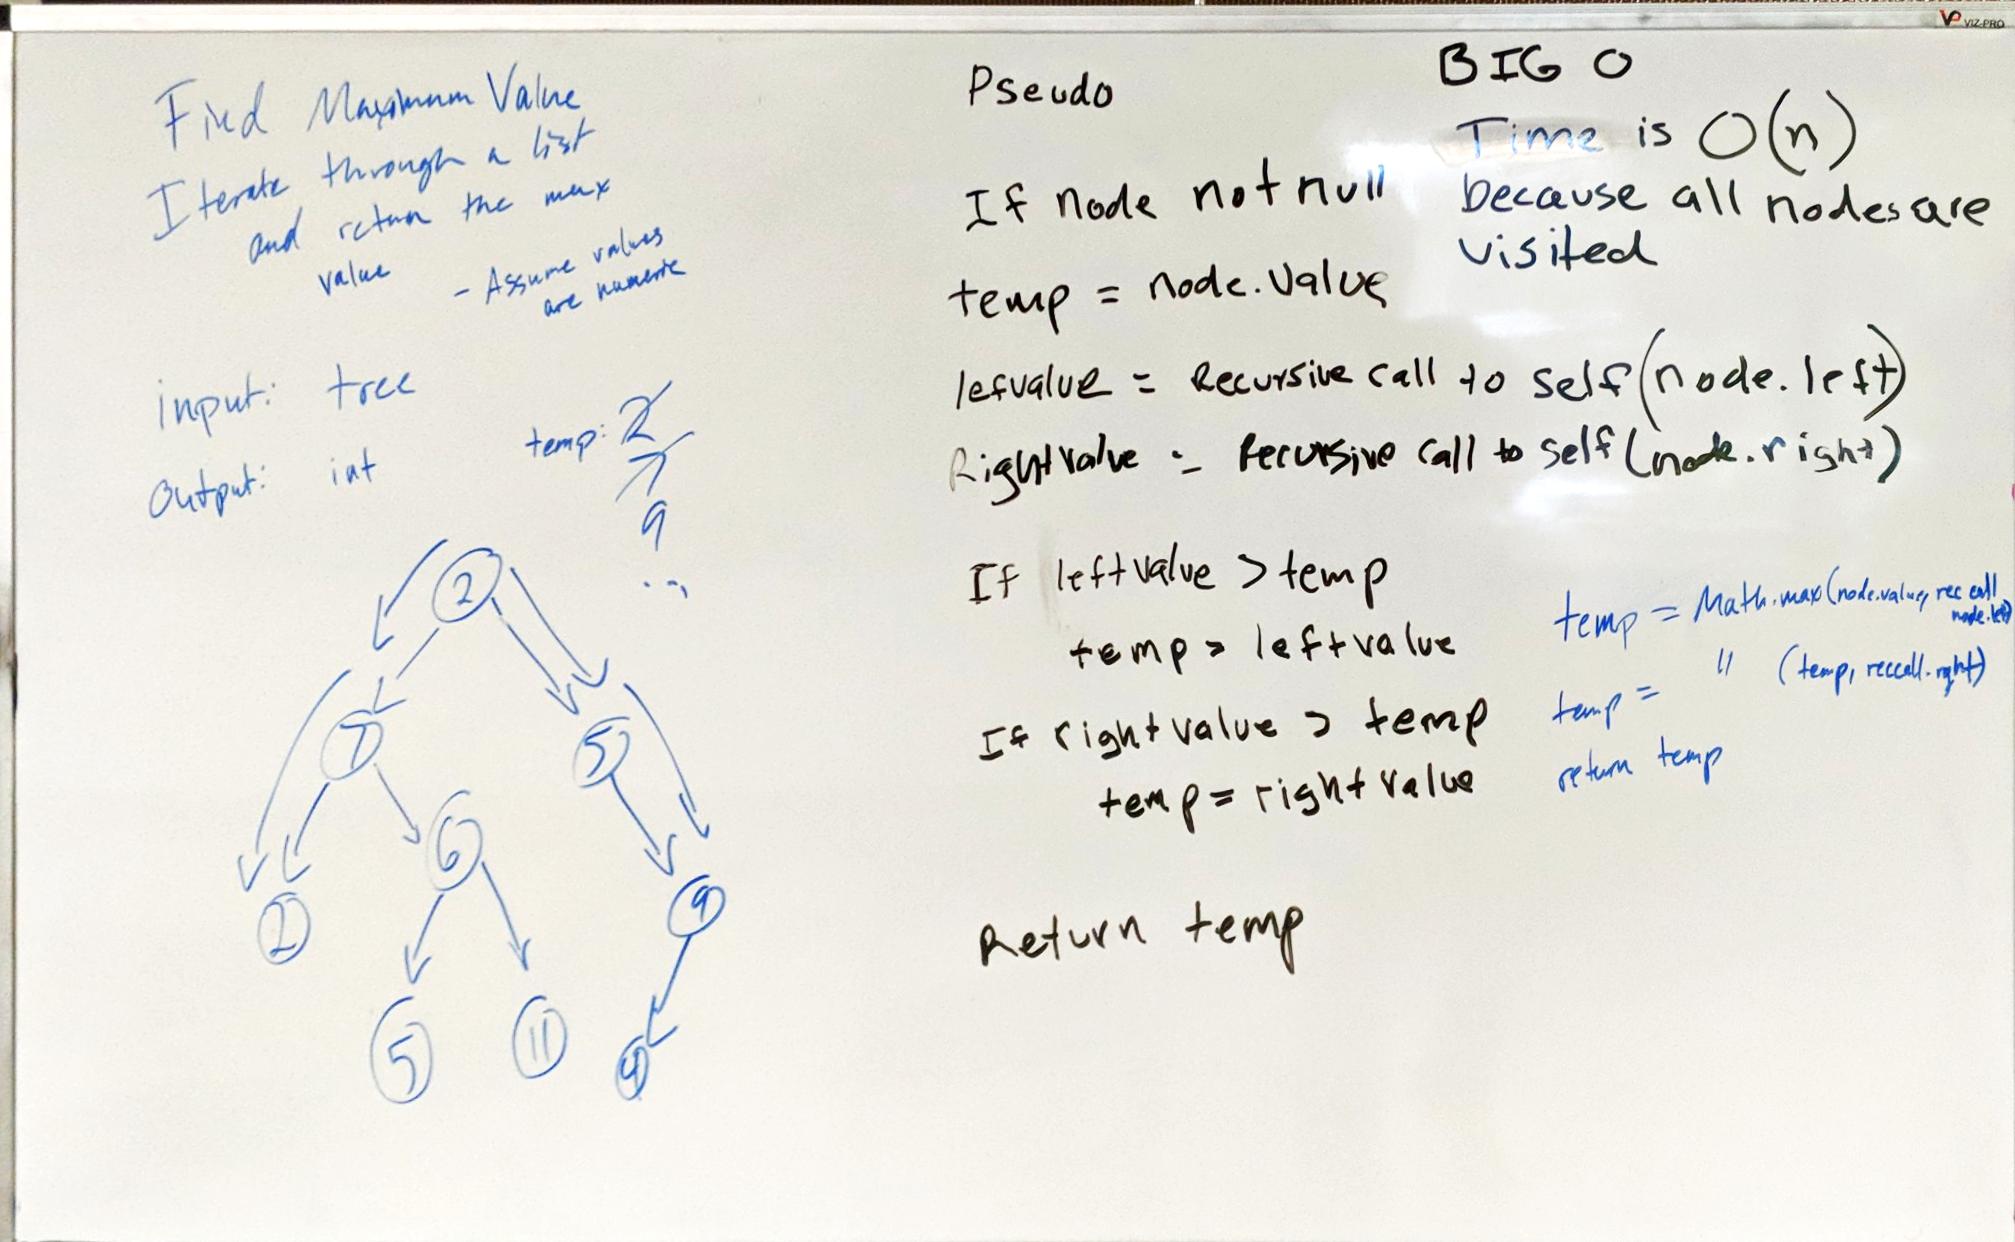 VIZ-PRO
Find Maximum Value
Iterate through a list
and return the max
value
- Assume values
are numeric
input: tree
Output: int
temp: 2
7
9
...
2
7
5
6
2
9
5
11
4
Pseudo
If node not null
temp = node.Value
lefvalue = Recursive call to self(node.left)
Rightvalue = Recursive call to self(node.right)
If leftvalue > temp
temp = leftvalue
If rightvalue > temp
temp = rightvalue
Return temp
BIG O
Time is O(n)
because all nodes are
visited
temp = Math.max(node.value, rec call
node.left)
temp = " (temp, reccall.right)
return temp